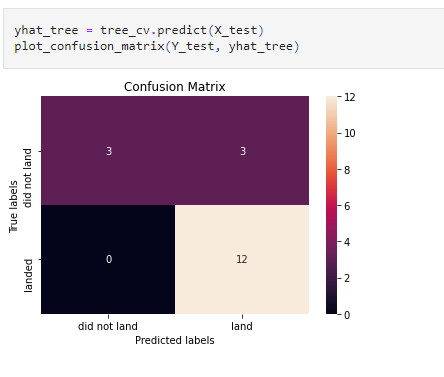 yhat_tree = tree_cv.predict(X_test)
plot_confusion_matrix(Y_test, yhat_tree)
Confusion Matrix
True labels
did not land
landed
3 3
0 12
did not land land
Predicted labels
12
10
8
6
4
2
0